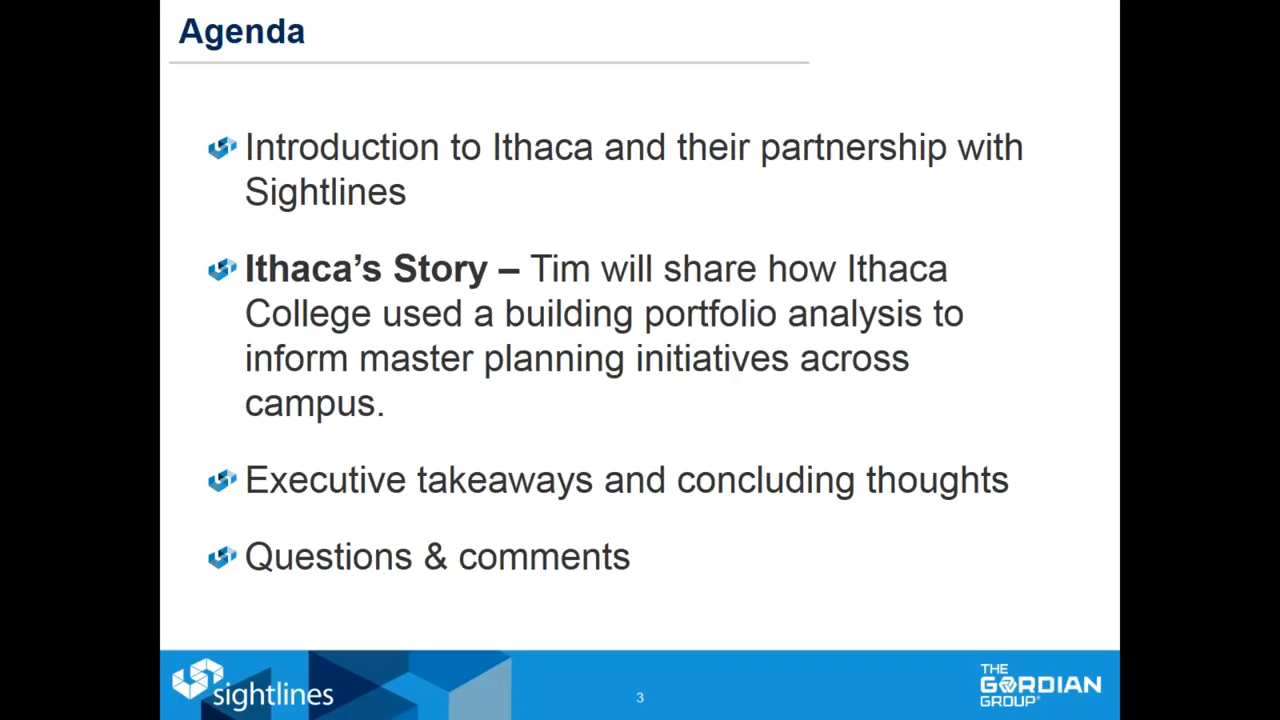 Agenda
Introduction to Ithaca and their partnership with
Sightlines
Ithaca’s Story – Tim will share how Ithaca
College used a building portfolio analysis to
inform master planning initiatives across
campus.
Executive takeaways and concluding thoughts
Questions & comments
sightlines
3
THE
GORDIAN
GROUP®